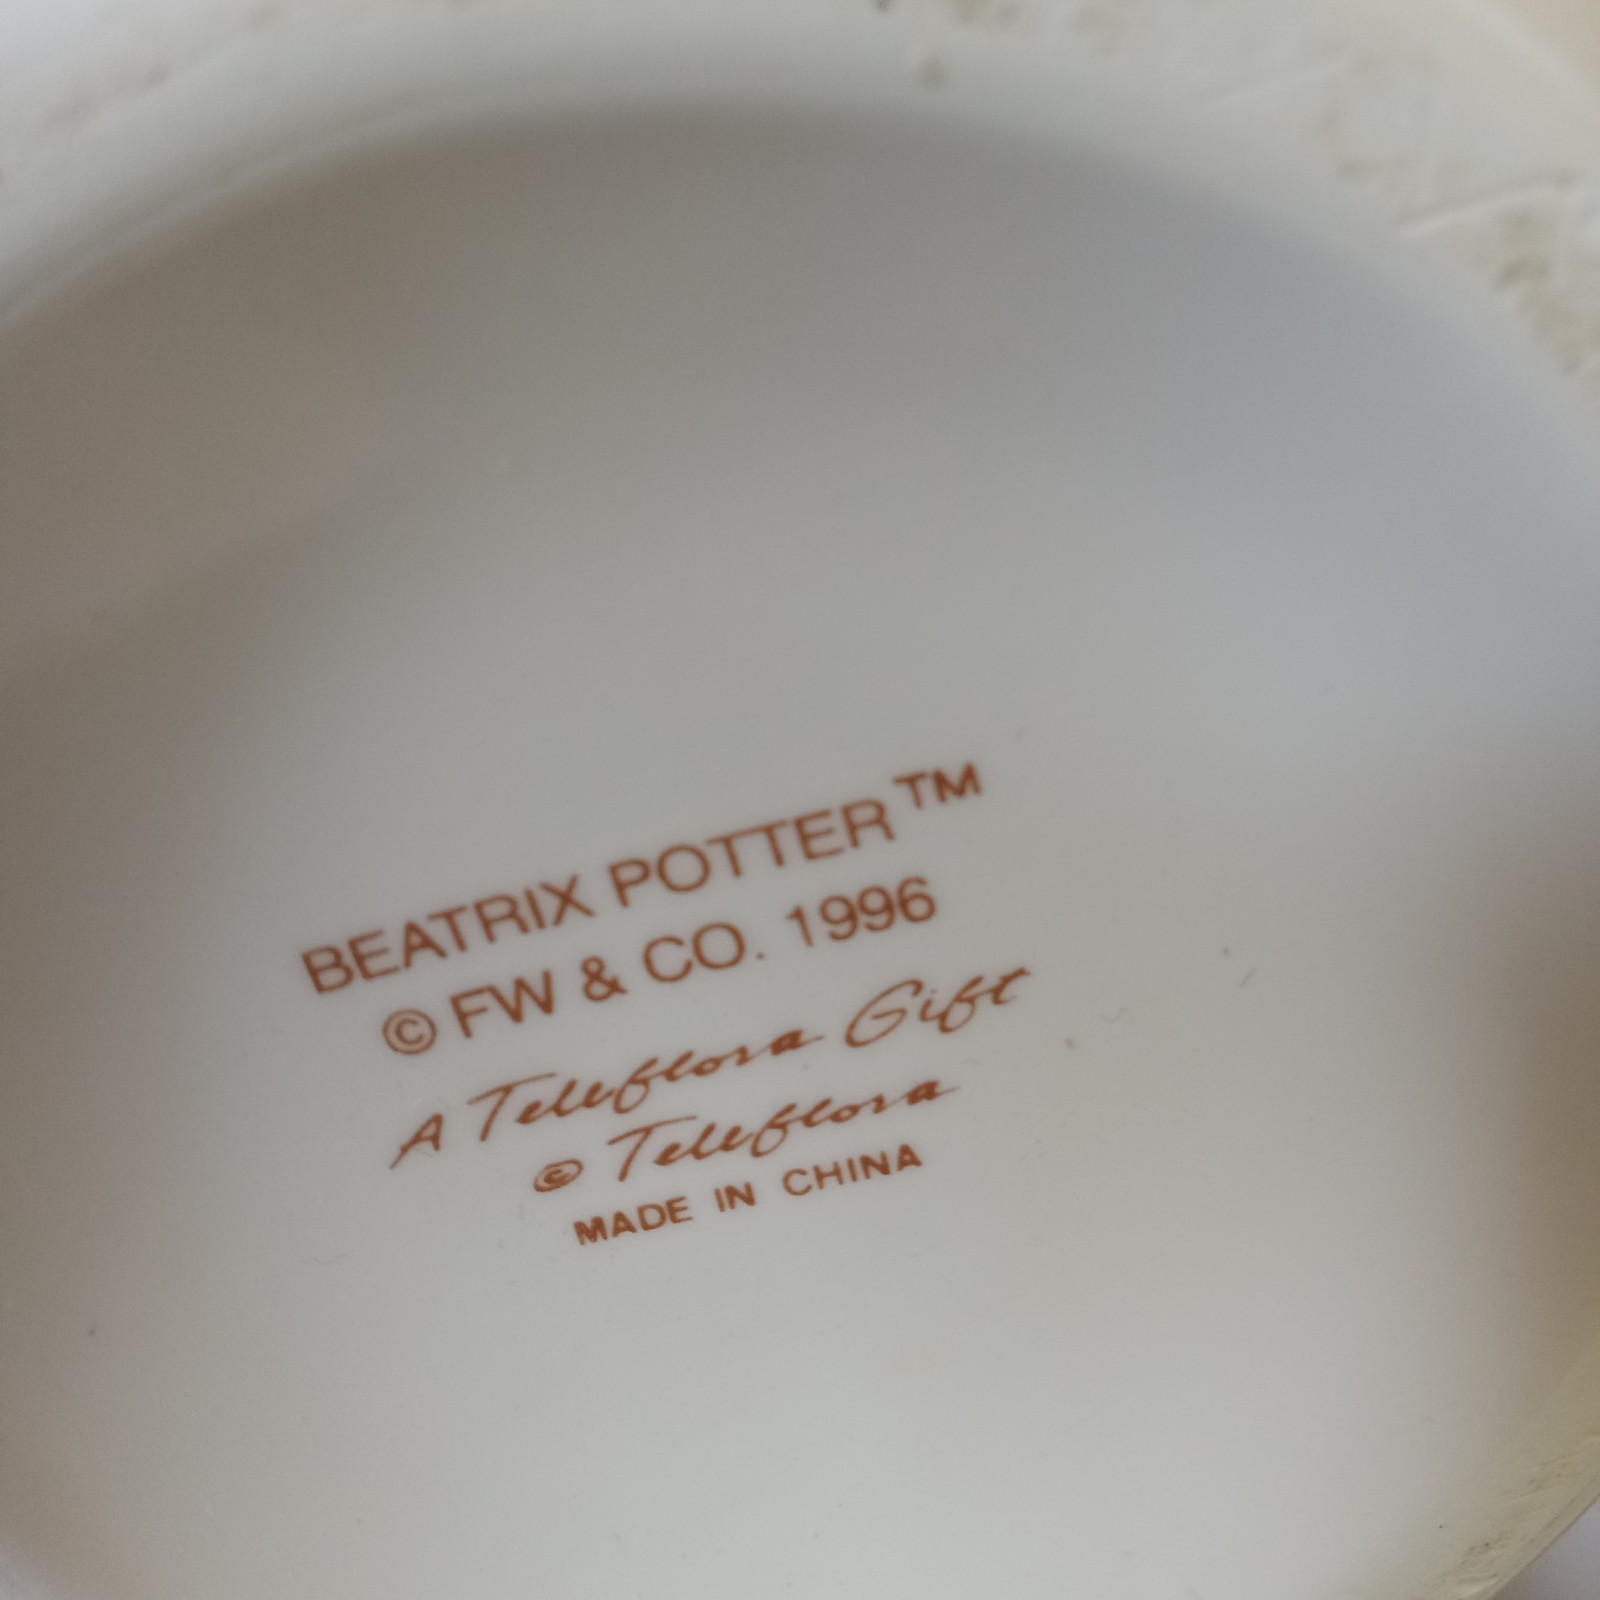 BEATRIX POTTER™
© FW & CO. 1996
A Teleflora Gift
© Teleflora
MADE IN CHINA